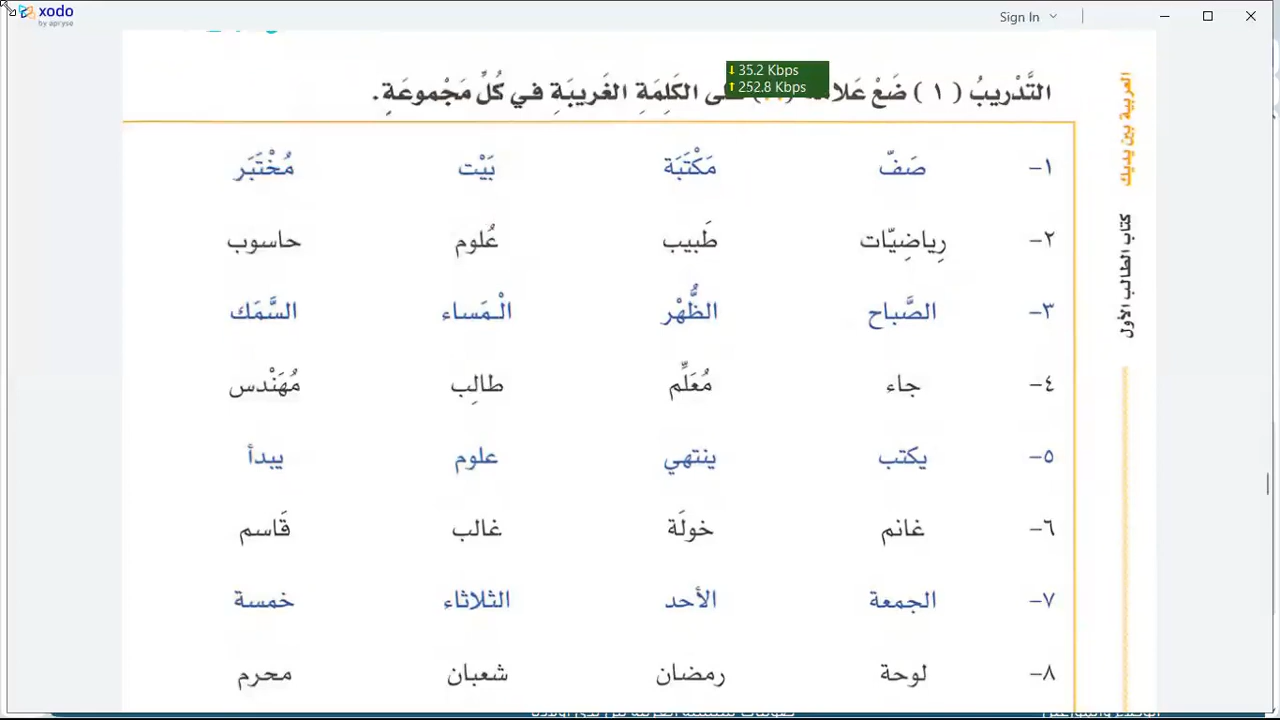 xodo
by apryse
Sign In
35.2 Kbps
252.8 Kbps
التَّدْريبُ ( ١ ) ضَعْ الكَلِمَةِ الغَريبَةِ في كُلِّ مَجْموعَةٍ.
١- صَفّ مَكْتَبَة بَيْت مُخْتَبَر
٢- رِياضِيّات طَبيب عُلوم حاسوب
٣- الصَّباح الظُّهْر الْـمَساء السَّمَك
٤- جاء مُعَلِّم طالِب مُهَنْدس
٥- يكتب ينتهي علوم يبدأ
٦- غانم خولَة غالب قَاسم
٧- الجمعة الأحد الثلاثاء خمسة
٨- لوحة رمضان شعبان محرم
العربية بين يديك
كتاب الطالب الأول